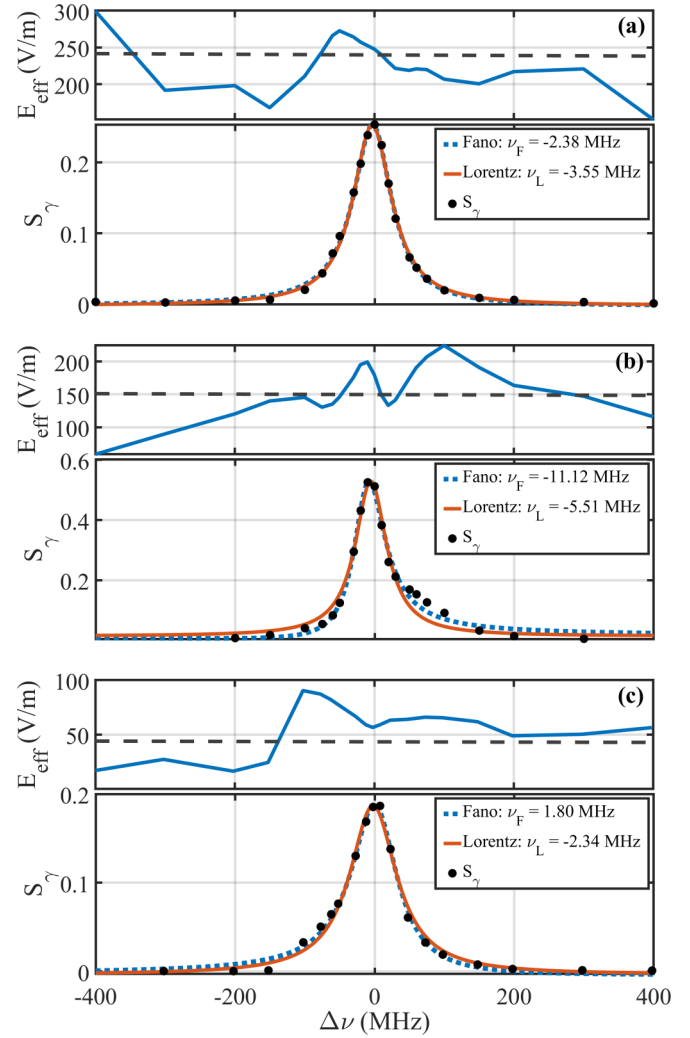 300
250
200
E_eff (V/m)
(a)
0.2
0.1
0
S_γ
Fano: ν_F = -2.38 MHz
Lorentz: ν_L = -3.55 MHz
S_γ
200
150
100
E_eff (V/m)
(b)
0.6
0.4
0.2
S_γ
Fano: ν_F = -11.12 MHz
Lorentz: ν_L = -5.51 MHz
S_γ
100
50
E_eff (V/m)
(c)
0.2
0.1
0
S_γ
Fano: ν_F = 1.80 MHz
Lorentz: ν_L = -2.34 MHz
S_γ
-400 -200 0 200 400
Δν (MHz)